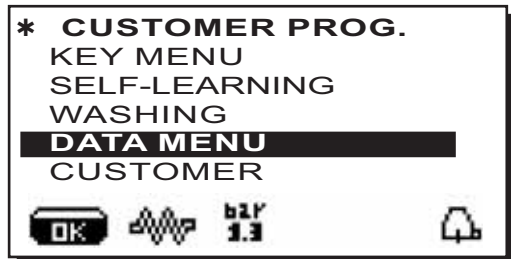 * CUSTOMER PROG.
KEY MENU
SELF-LEARNING
WASHING
DATA MENU
CUSTOMER
OK
bar
1.3